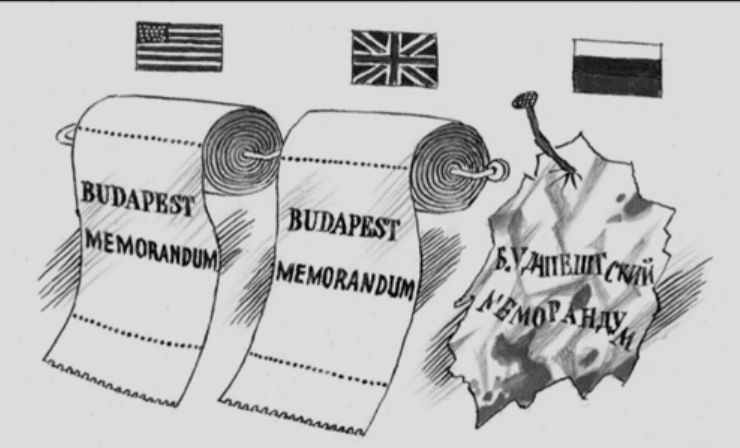 BUDAPEST
MEMORANDUM
BUDAPEST
MEMORANDUM
БУДАПЕШТСКИЙ
МЕМОРАНДУМ